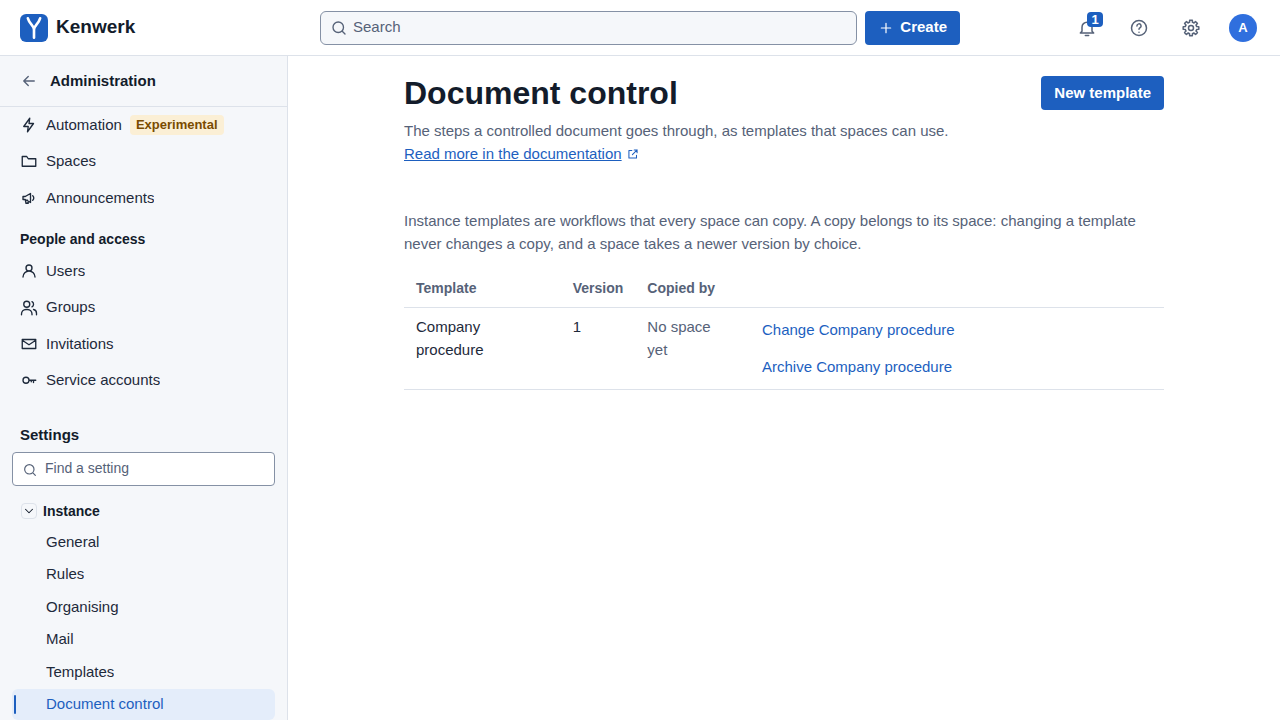 Kenwerk
Search
Create
1
A
Administration
Automation Experimental
Spaces
Announcements
People and access
Users
Groups
Invitations
Service accounts
Settings
Find a setting
Instance
General
Rules
Organising
Mail
Templates
Document control
Document control
New template
The steps a controlled document goes through, as templates that spaces can use.
Read more in the documentation
Instance templates are workflows that every space can copy. A copy belongs to its space: changing a template
never changes a copy, and a space takes a newer version by choice.
Template Version Copied by
Company procedure 1 No space yet Change Company procedure
Archive Company procedure